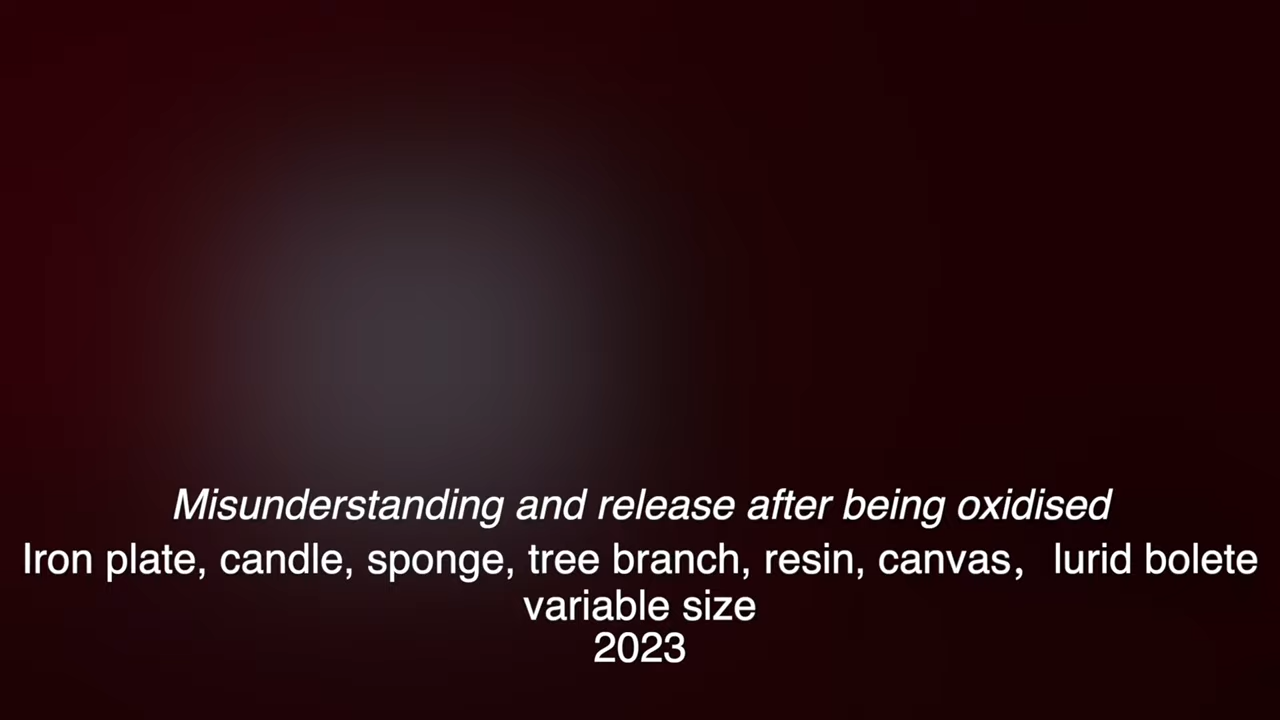 Misunderstanding and release after being oxidised
Iron plate, candle, sponge, tree branch, resin, canvas， lurid bolete
variable size
2023